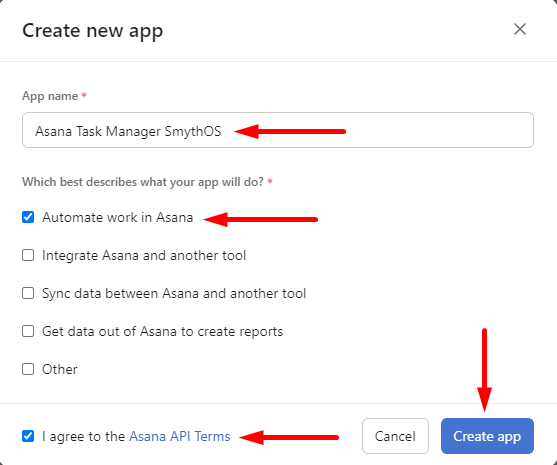 Create new app
App name *
Asana Task Manager SmythOS
Which best describes what your app will do? *
Automate work in Asana
Integrate Asana and another tool
Sync data between Asana and another tool
Get data out of Asana to create reports
Other
I agree to the Asana API Terms
Cancel
Create app